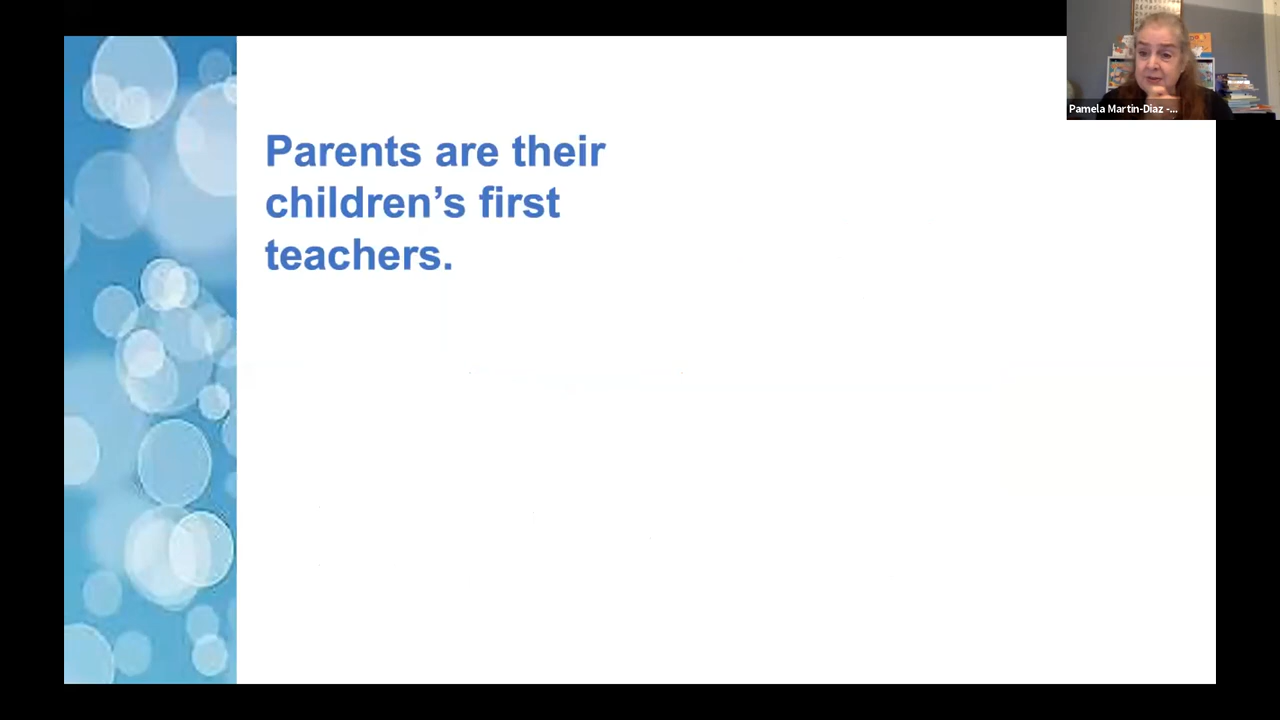 Parents are their
children’s first
teachers.
Pamela Martin-Diaz -...